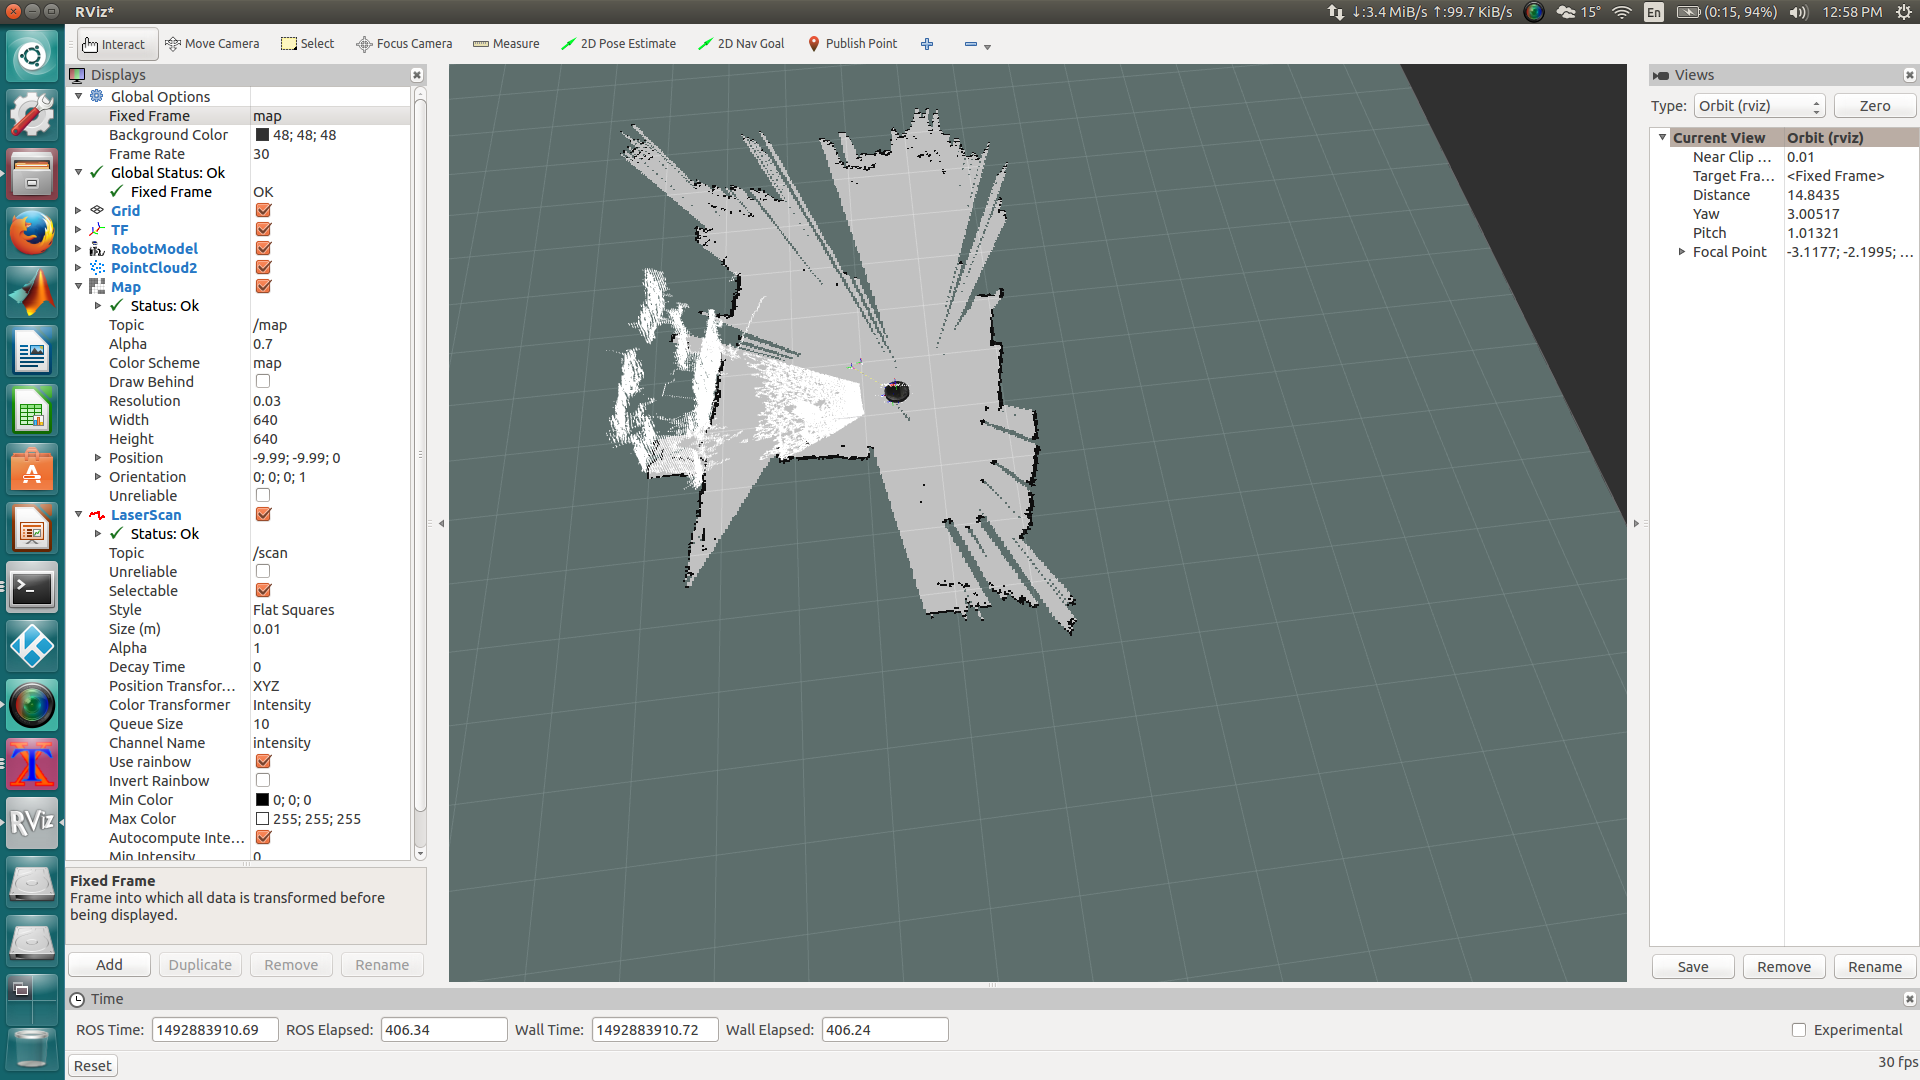 RViz*
↓:3.4 MiB/s ↑:99.7 KiB/s 15° En (0:15, 94%) 12:58 PM
Interact Move Camera Select Focus Camera Measure 2D Pose Estimate 2D Nav Goal Publish Point
Displays
Global Options
Fixed Frame map
Background Color 48; 48; 48
Frame Rate 30
Global Status: Ok
Fixed Frame OK
Grid
TF
RobotModel
PointCloud2
Map
Status: Ok
Topic /map
Alpha 0.7
Color Scheme map
Draw Behind
Resolution 0.03
Width 640
Height 640
Position -9.99; -9.99; 0
Orientation 0; 0; 0; 1
Unreliable
LaserScan
Status: Ok
Topic /scan
Unreliable
Selectable
Style Flat Squares
Size (m) 0.01
Alpha 1
Decay Time 0
Position Transfor... XYZ
Color Transformer Intensity
Queue Size 10
Channel Name intensity
Use rainbow
Invert Rainbow
Min Color 0; 0; 0
Max Color 255; 255; 255
Autocompute Inte...
Min Intensity 0
Fixed Frame
Frame into which all data is transformed before
being displayed.
Add Duplicate Remove Rename
Views
Type: Orbit (rviz) Zero
Current View Orbit (rviz)
Near Clip ... 0.01
Target Fra... <Fixed Frame>
Distance 14.8435
Yaw 3.00517
Pitch 1.01321
Focal Point -3.1177; -2.1995; ...
Save Remove Rename
RViz
Time
ROS Time: 1492883910.69 ROS Elapsed: 406.34 Wall Time: 1492883910.72 Wall Elapsed: 406.24 Experimental
Reset 30 fps